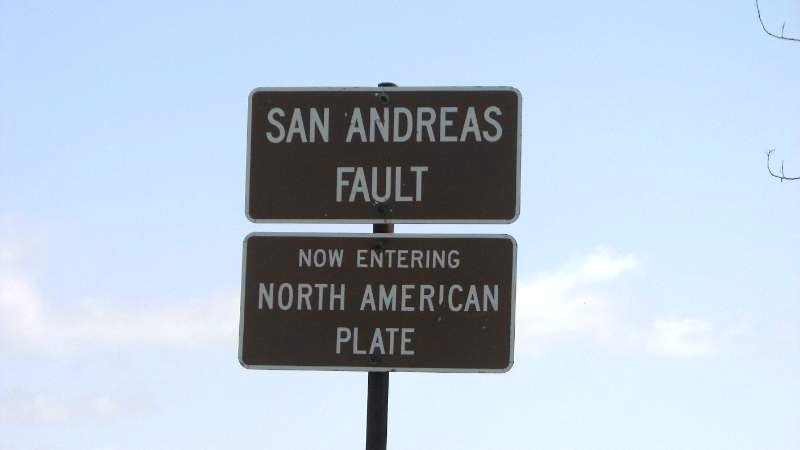 SAN ANDREAS
FAULT
NOW ENTERING
NORTH AMERICAN
PLATE